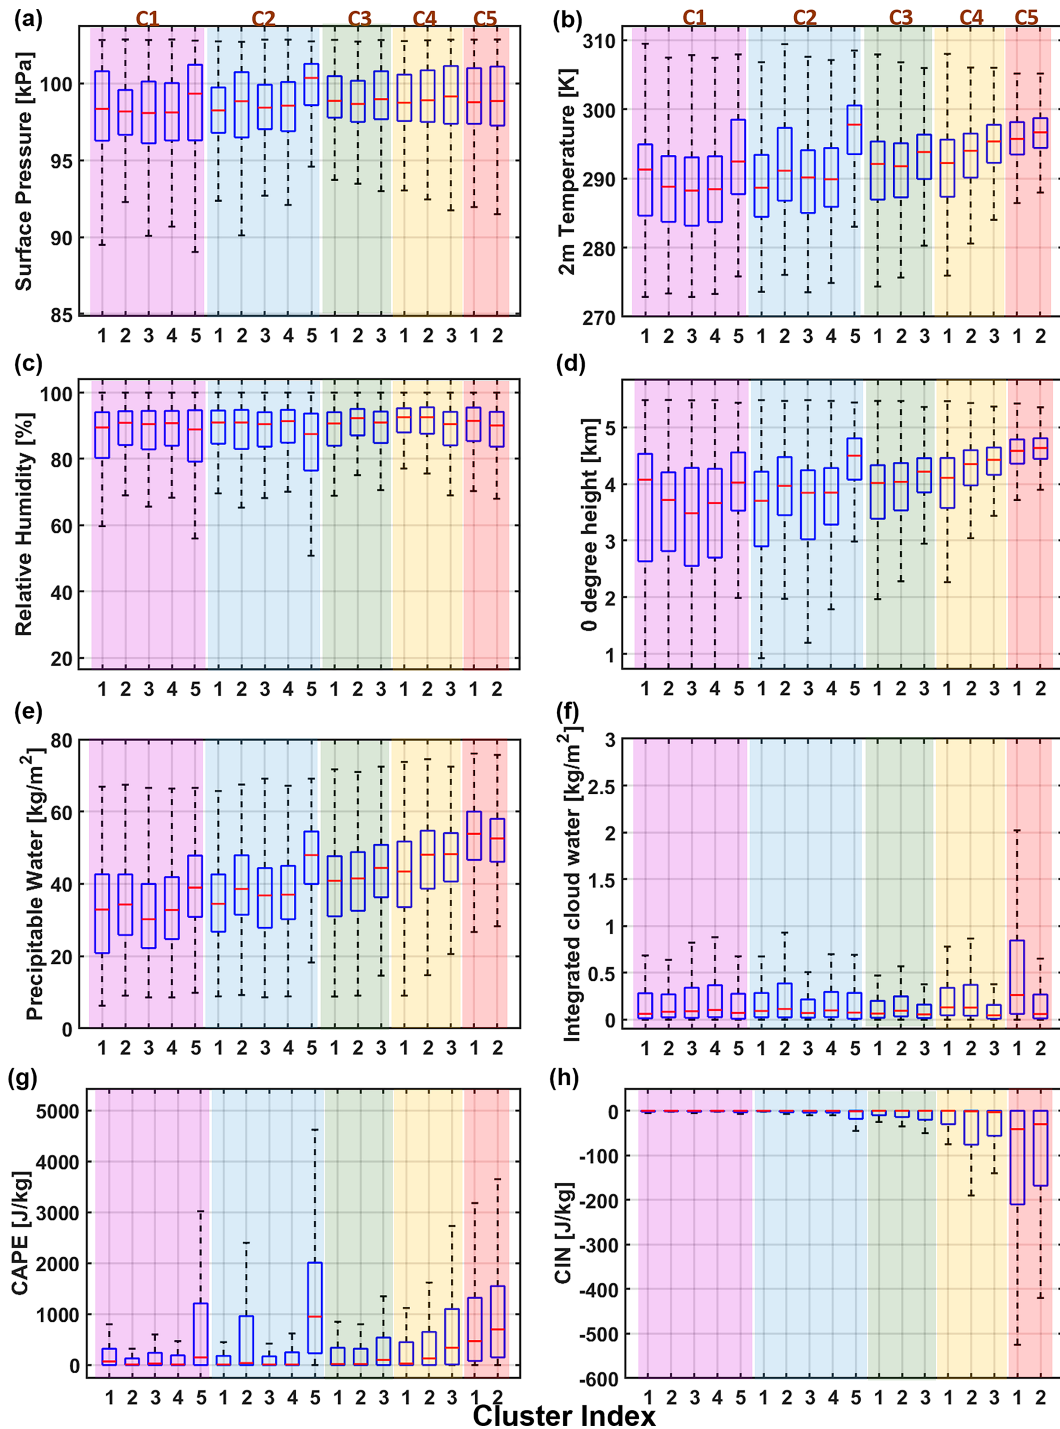 (a)
C1 C2 C3 C4 C5
Surface Pressure [kPa]
100
95
90
85
1 2 3 4 5 1 2 3 4 5 1 2 3 1 2 3 1 2
(b)
C1 C2 C3 C4 C5
2m Temperature [K]
310
300
290
280
270
1 2 3 4 5 1 2 3 4 5 1 2 3 1 2 3 1 2
(c)
Relative Humidity [%]
100
80
60
40
20
1 2 3 4 5 1 2 3 4 5 1 2 3 1 2 3 1 2
(d)
0 degree height [km]
5
4
3
2
1
1 2 3 4 5 1 2 3 4 5 1 2 3 1 2 3 1 2
(e)
Precipitable Water [kg/m²]
80
60
40
20
0
1 2 3 4 5 1 2 3 4 5 1 2 3 1 2 3 1 2
(f)
Integrated cloud water [kg/m²]
3
2.5
2
1.5
1
0.5
0
1 2 3 4 5 1 2 3 4 5 1 2 3 1 2 3 1 2
(g)
CAPE [J/kg]
5000
4000
3000
2000
1000
0
1 2 3 4 5 1 2 3 4 5 1 2 3 1 2 3 1 2
(h)
CIN [J/kg]
0
-100
-200
-300
-400
-500
-600
1 2 3 4 5 1 2 3 4 5 1 2 3 1 2 3 1 2
Cluster Index